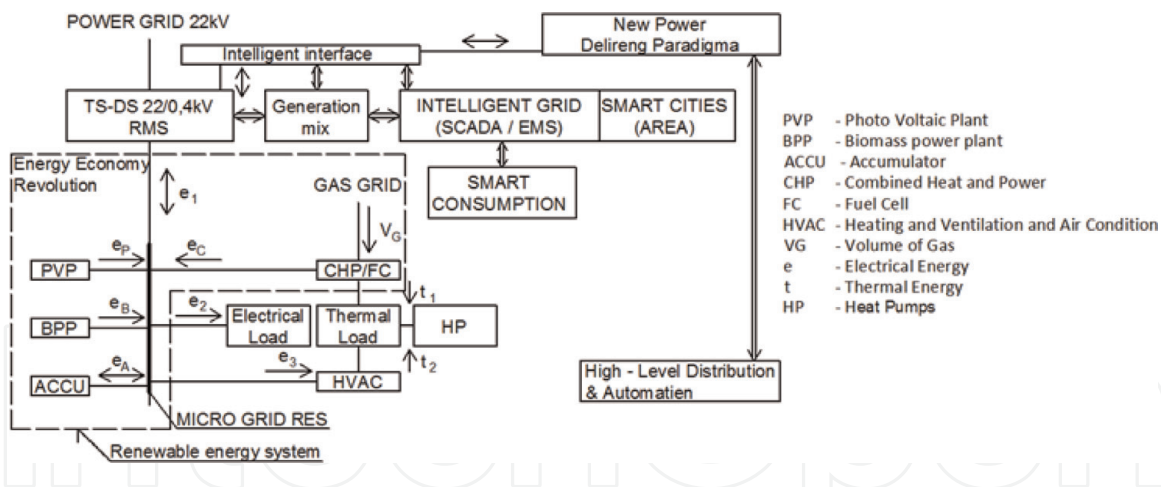 POWER GRID 22kV
New Power
Delireng Paradigma
Intelligent interface
TS-DS 22/0,4kV
RMS
Generation
mix
INTELLIGENT GRID
(SCADA / EMS)
SMART CITIES
(AREA)
SMART
CONSUMPTION
Energy Economy
Revolution
e1
GAS GRID
VG
eP
eC
PVP
CHP/FC
t1
eB
e2
BPP
Electrical
Load
Thermal
Load
HP
eA
e3
t2
ACCU
HVAC
MICRO GRID RES
Renewable energy system
High - Level Distribution
& Automatien
PVP - Photo Voltaic Plant
BPP - Biomass power plant
ACCU - Accumulator
CHP - Combined Heat and Power
FC - Fuel Cell
HVAC - Heating and Ventilation and Air Condition
VG - Volume of Gas
e - Electrical Energy
t - Thermal Energy
HP - Heat Pumps